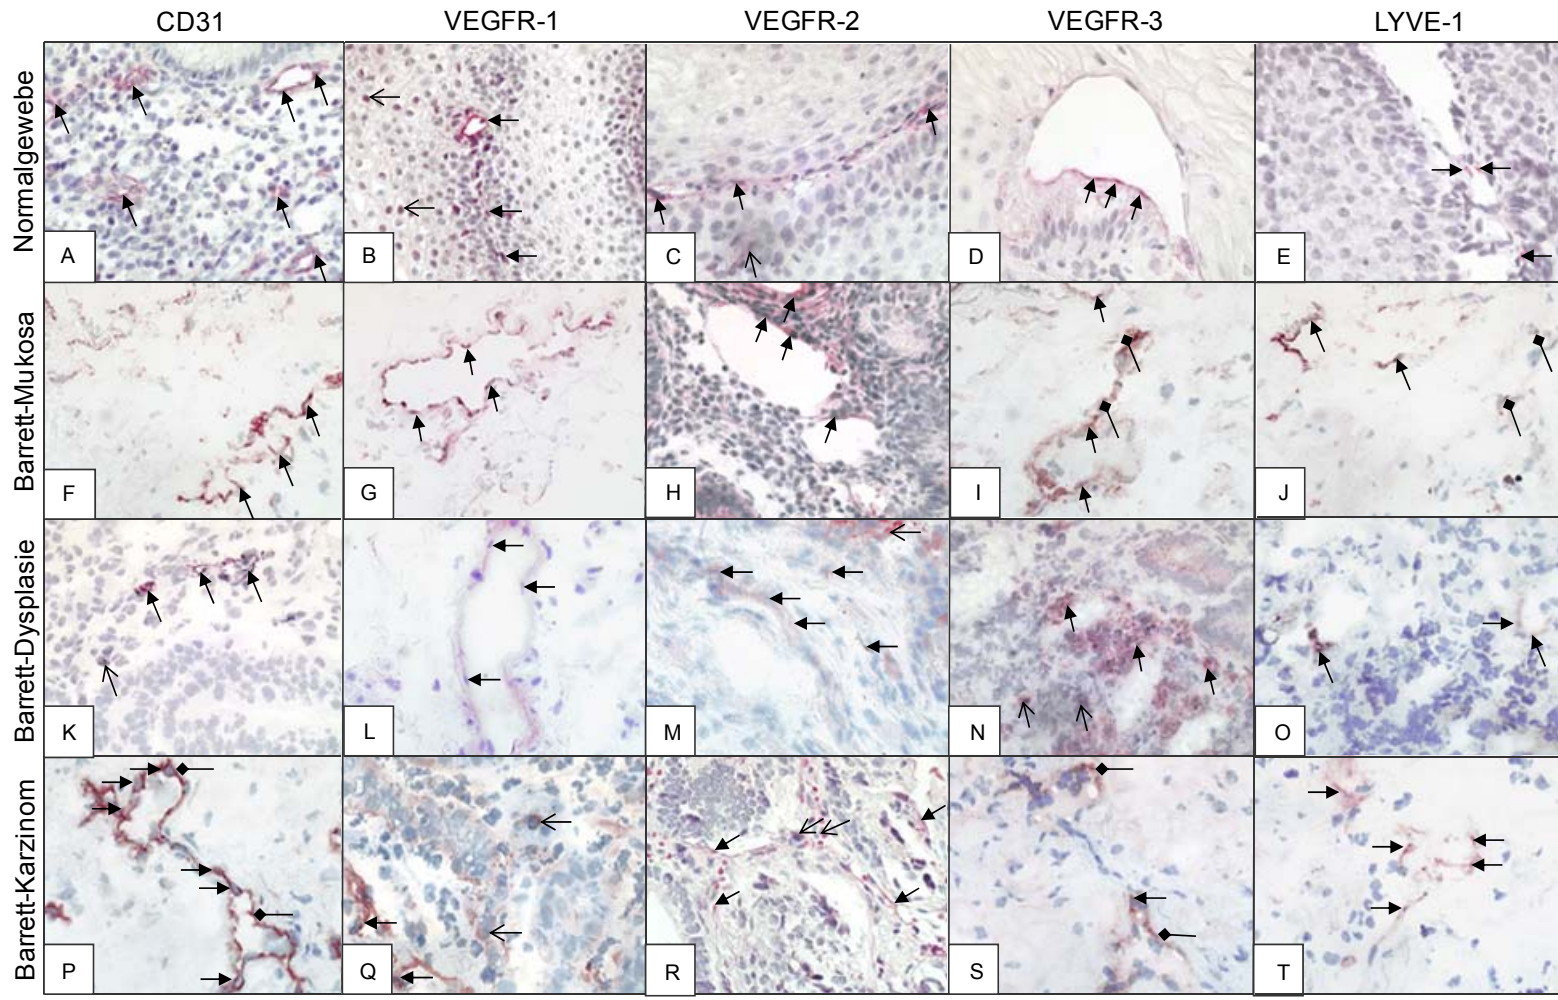 CD31 VEGFR-1 VEGFR-2 VEGFR-3 LYVE-1
Normalgewebe
A B C D E
Barrett-Mukosa
F G H I J
Barrett-Dysplasie
K L M N O
Barrett-Karzinom
P Q R S T